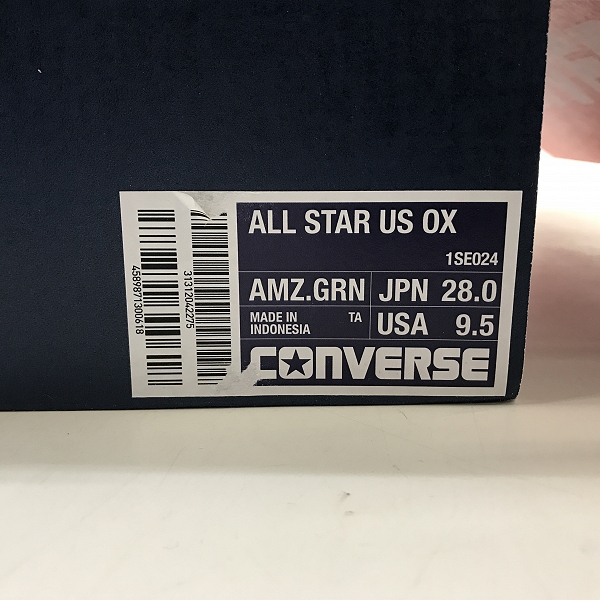 ALL STAR US OX
1SE024
AMZ.GRN JPN 28.0
MADE IN INDONESIA TA USA 9.5
CONVERSE
4589871300618
31312042275